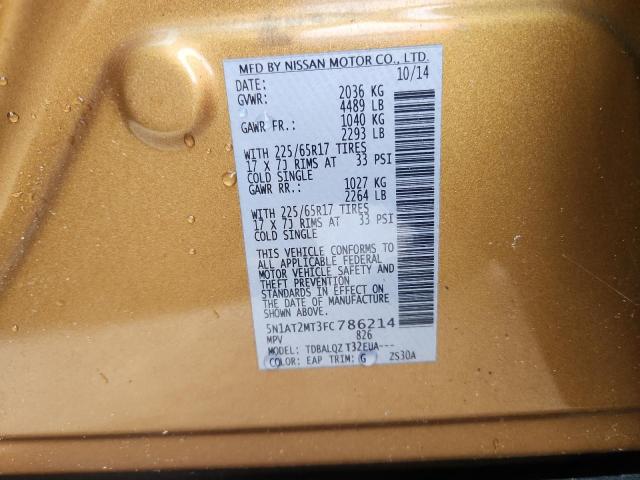 MFD BY NISSAN MOTOR CO., LTD.
DATE: 10/14
GVWR: 2036 KG
4489 LB
GAWR FR.: 1040 KG
2293 LB
WITH 225/65R17 TIRES
17 X 7J RIMS AT 33 PSI
COLD SINGLE
GAWR RR.: 1027 KG
2264 LB
WITH 225/65R17 TIRES
17 X 7J RIMS AT 33 PSI
COLD SINGLE
THIS VEHICLE CONFORMS TO
ALL APPLICABLE FEDERAL
MOTOR VEHICLE SAFETY AND
THEFT PREVENTION
STANDARDS IN EFFECT ON
THE DATE OF MANUFACTURE
SHOWN ABOVE.
5N1AT2MT3FC786214
MPV 826
MODEL: TDBALQZ T32EUA---
COLOR: EAP TRIM: G ZS30A